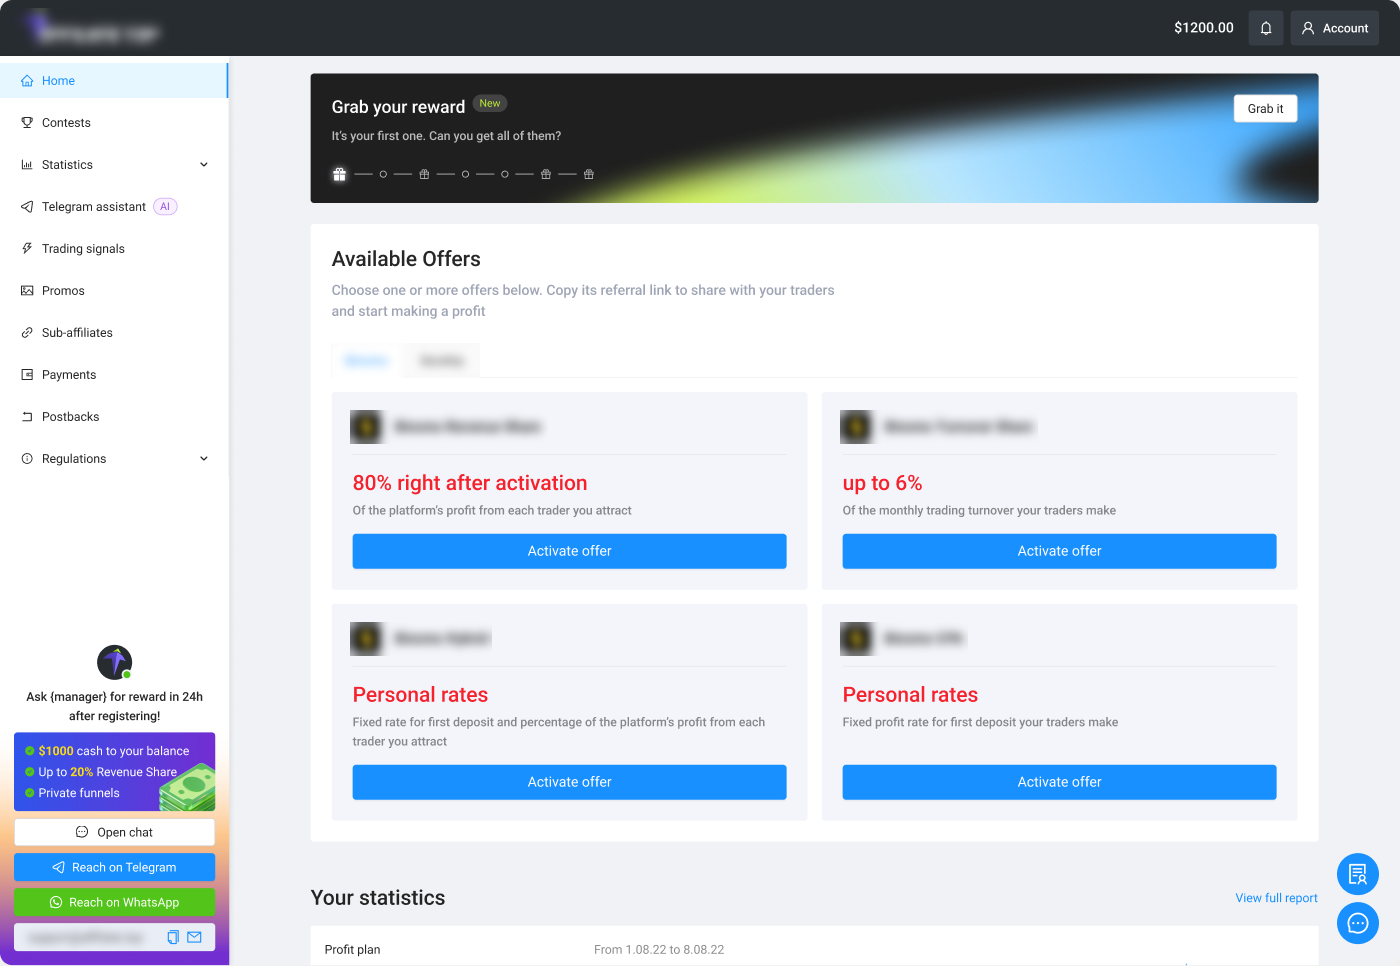 $1200.00
Account
Home
Contests
Statistics
Telegram assistant AI
Trading signals
Promos
Sub-affiliates
Payments
Postbacks
Regulations
Ask {manager} for reward in 24h
after registering!
$1000 cash to your balance
Up to 20% Revenue Share
Private funnels
Open chat
Reach on Telegram
Reach on WhatsApp
Grab your reward New
It's your first one. Can you get all of them?
Grab it
Available Offers
Choose one or more offers below. Copy its referral link to share with your traders
and start making a profit
80% right after activation
Of the platform's profit from each trader you attract
Activate offer
up to 6%
Of the monthly trading turnover your traders make
Activate offer
Personal rates
Fixed rate for first deposit and percentage of the platform's profit from each
trader you attract
Activate offer
Personal rates
Fixed profit rate for first deposit your traders make
Activate offer
Your statistics
View full report
Profit plan
From 1.08.22 to 8.08.22